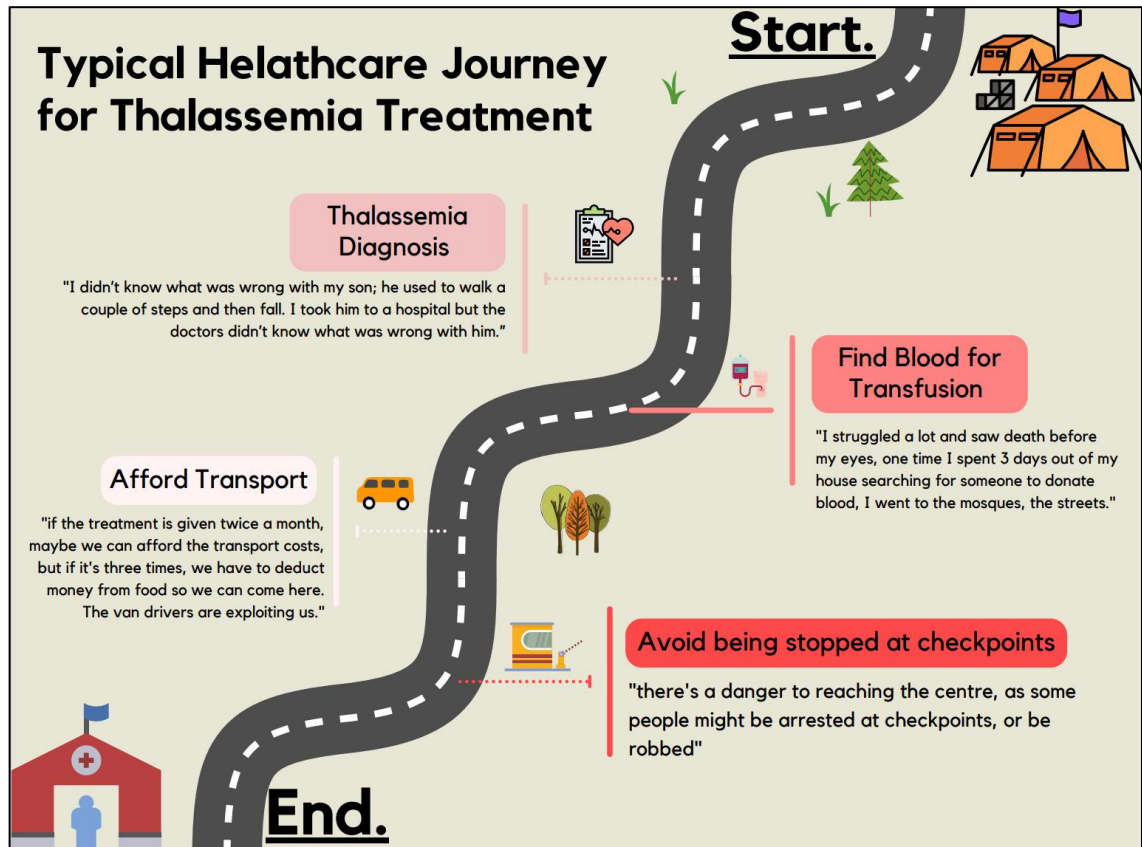 Start.
Typical Helathcare Journey
for Thalassemia Treatment
Thalassemia
Diagnosis
"I didn’t know what was wrong with my son; he used to walk a
couple of steps and then fall. I took him to a hospital but the
doctors didn’t know what was wrong with him.”
Find Blood for
Transfusion
"I struggled a lot and saw death before
my eyes, one time I spent 3 days out of my
house searching for someone to donate
blood, I went to the mosques, the streets."
Afford Transport
"if the treatment is given twice a month,
maybe we can afford the transport costs,
but if it's three times, we have to deduct
money from food so we can come here.
The van drivers are exploiting us."
Avoid being stopped at checkpoints
"there's a danger to reaching the centre, as some
people might be arrested at checkpoints, or be
robbed"
End.